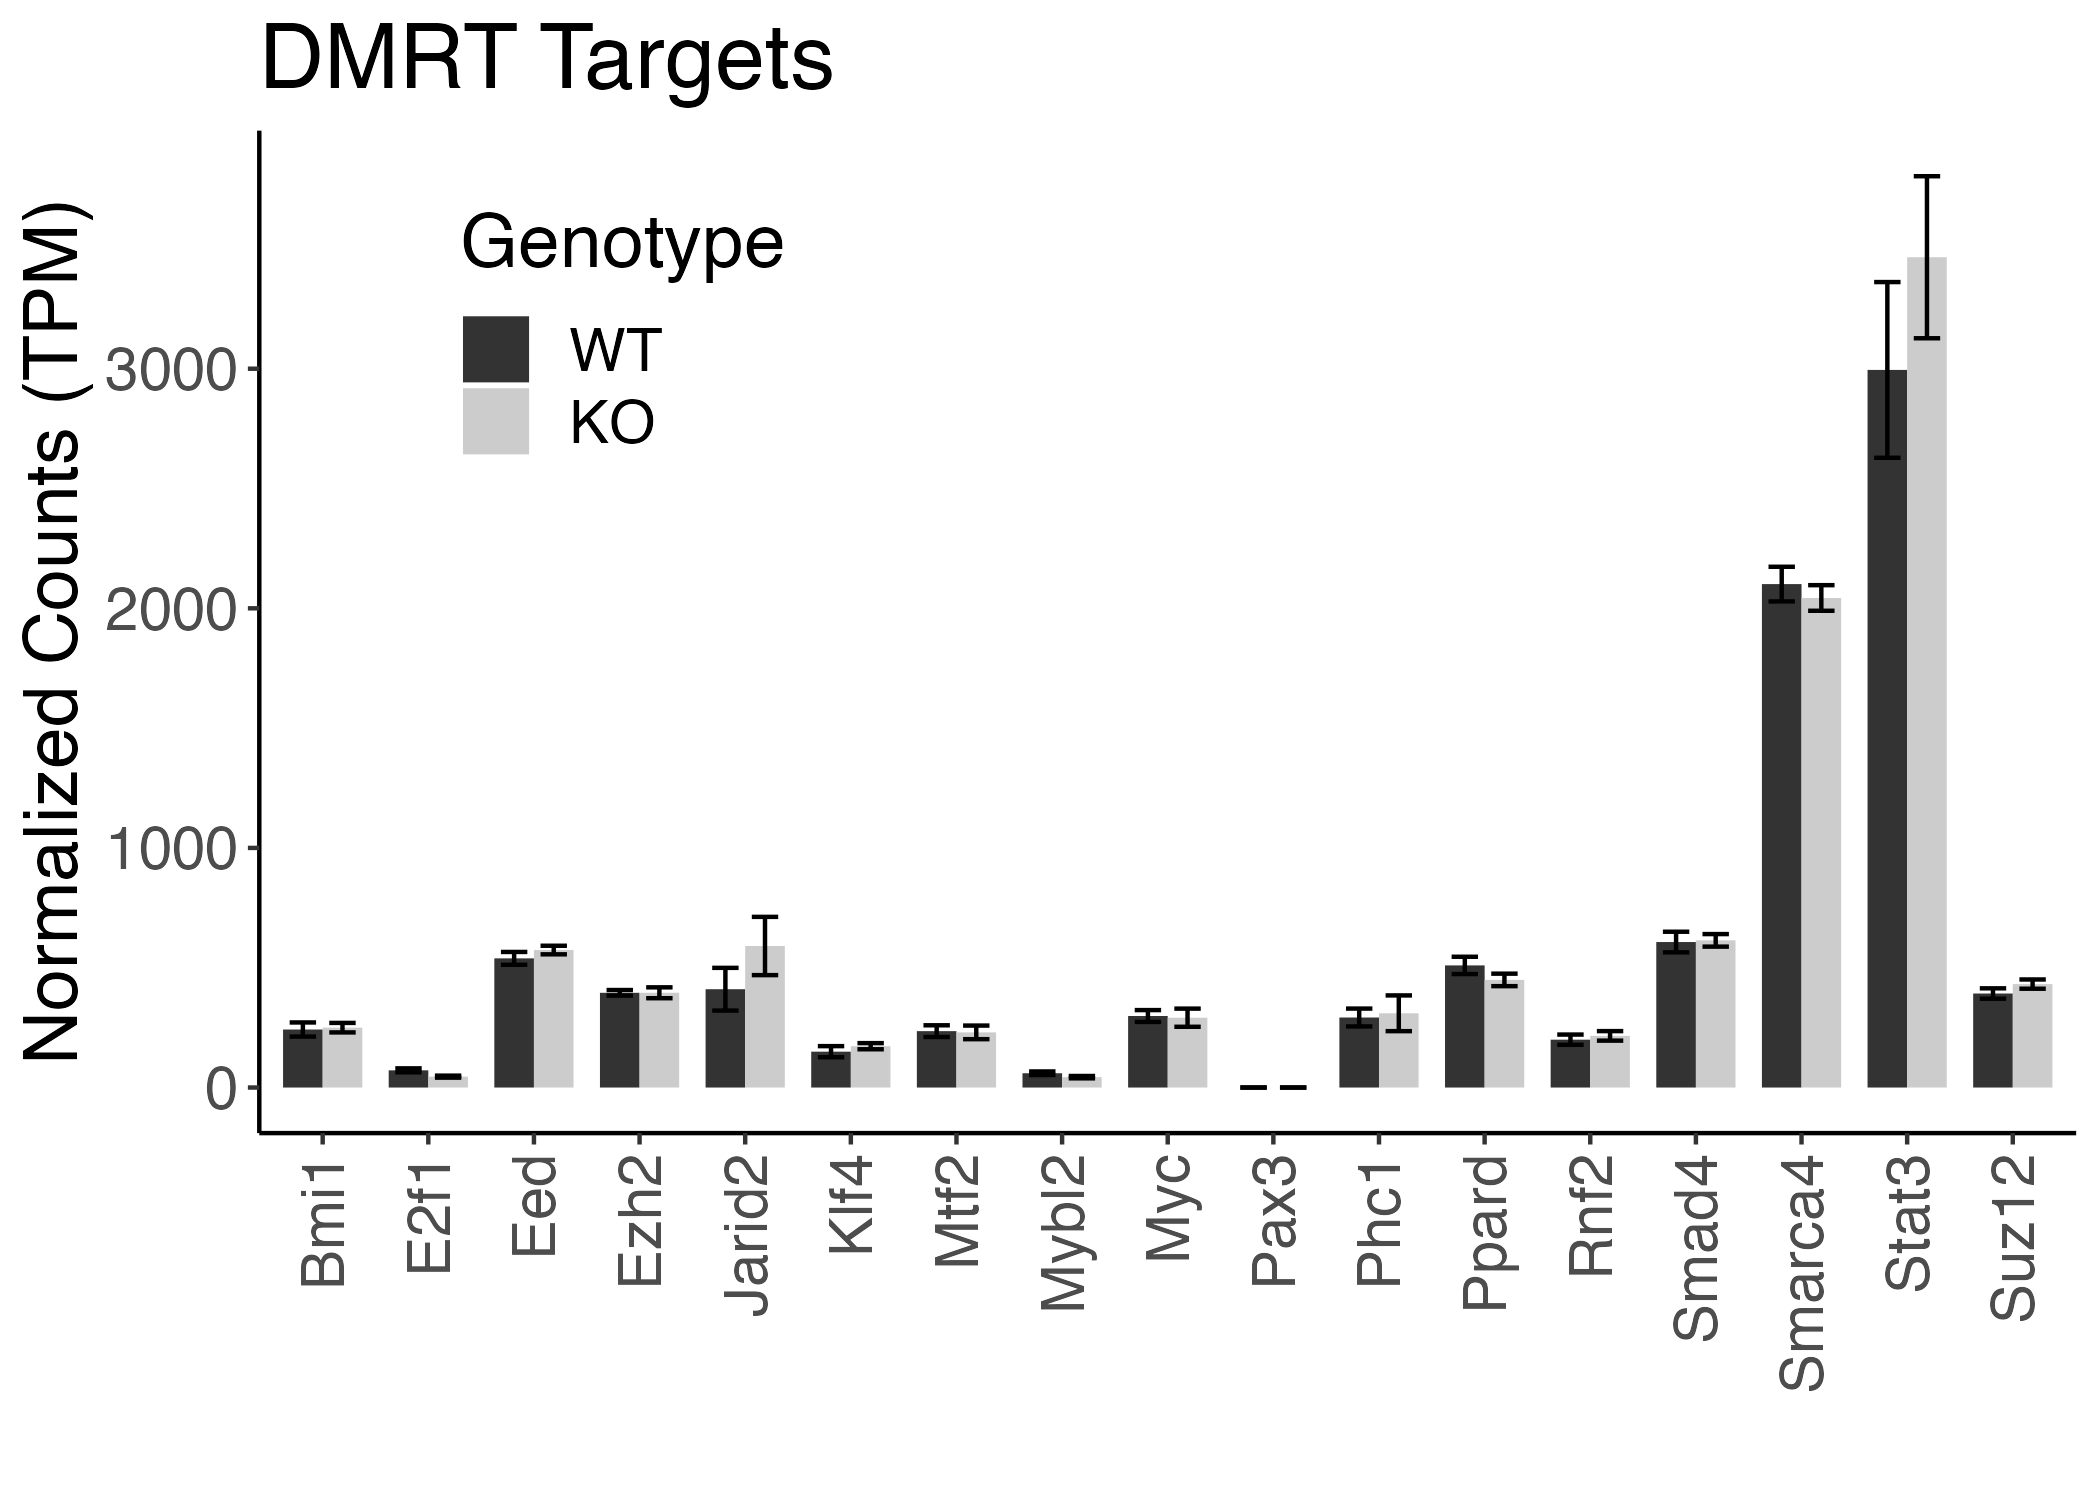 DMRT Targets
Normalized Counts (TPM)
Genotype
WT
KO
3000
2000
1000
0
Bmi1
E2f1
Eed
Ezh2
Jarid2
Klf4
Mtf2
Mybl2
Myc
Pax3
Phc1
Ppard
Rnf2
Smad4
Smarca4
Stat3
Suz12